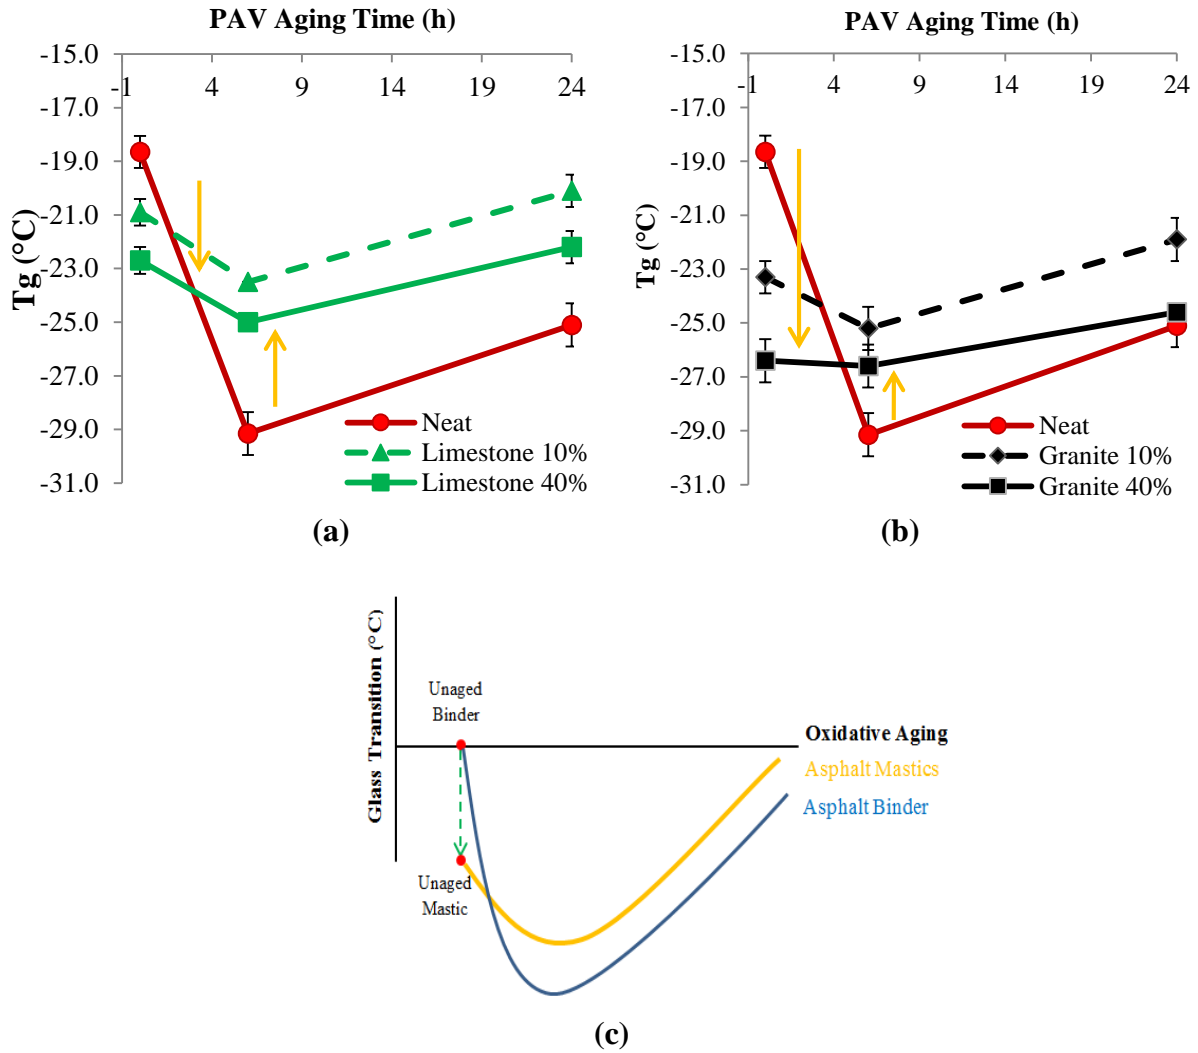 PAV Aging Time (h)
-15.0
-1 4 9 14 19 24
-17.0
-19.0
-21.0
-23.0
-25.0
-27.0
-29.0
-31.0
Tg (°C)
Neat
Limestone 10%
Limestone 40%
(a)
PAV Aging Time (h)
-15.0
-1 4 9 14 19 24
-17.0
-19.0
-21.0
-23.0
-25.0
-27.0
-29.0
-31.0
Tg (°C)
Neat
Granite 10%
Granite 40%
(b)
Glass Transition (°C)
Unaged
Binder
Unaged
Mastic
Oxidative Aging
Asphalt Mastics
Asphalt Binder
(c)